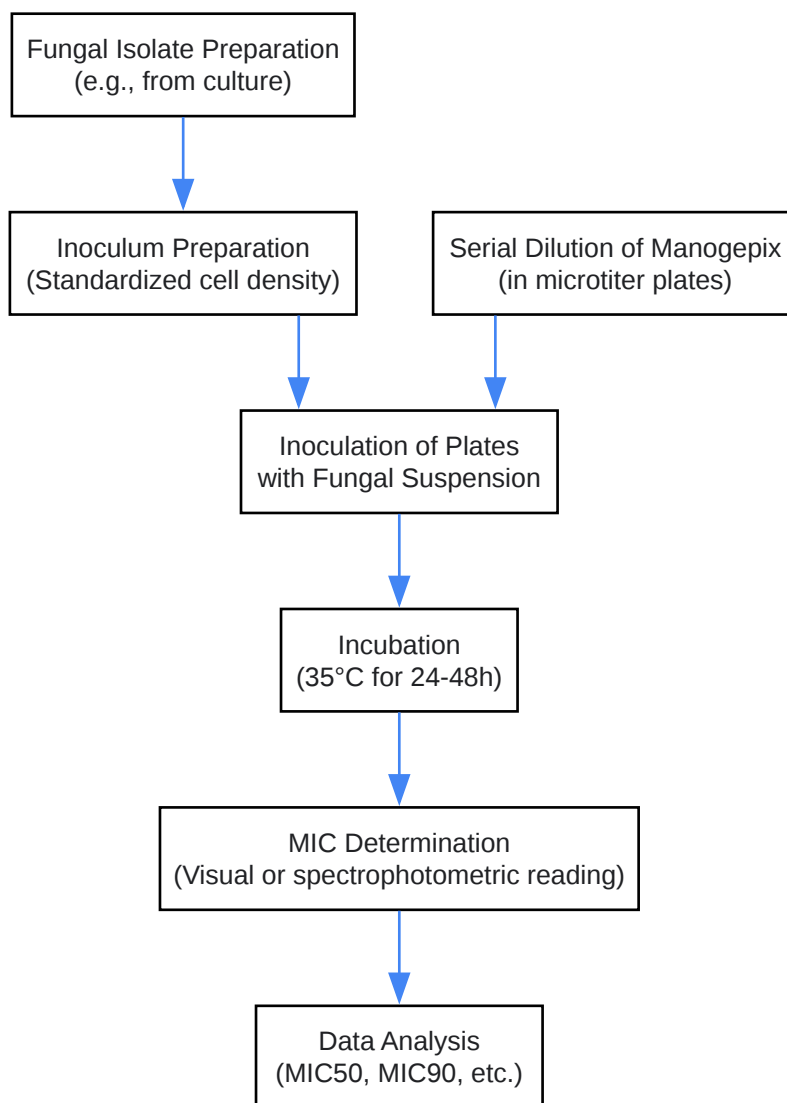 Fungal Isolate Preparation
(e.g., from culture)
Inoculum Preparation
(Standardized cell density)
Serial Dilution of Manogepix
(in microtiter plates)
Inoculation of Plates
with Fungal Suspension
Incubation
(35°C for 24-48h)
MIC Determination
(Visual or spectrophotometric reading)
Data Analysis
(MIC50, MIC90, etc.)